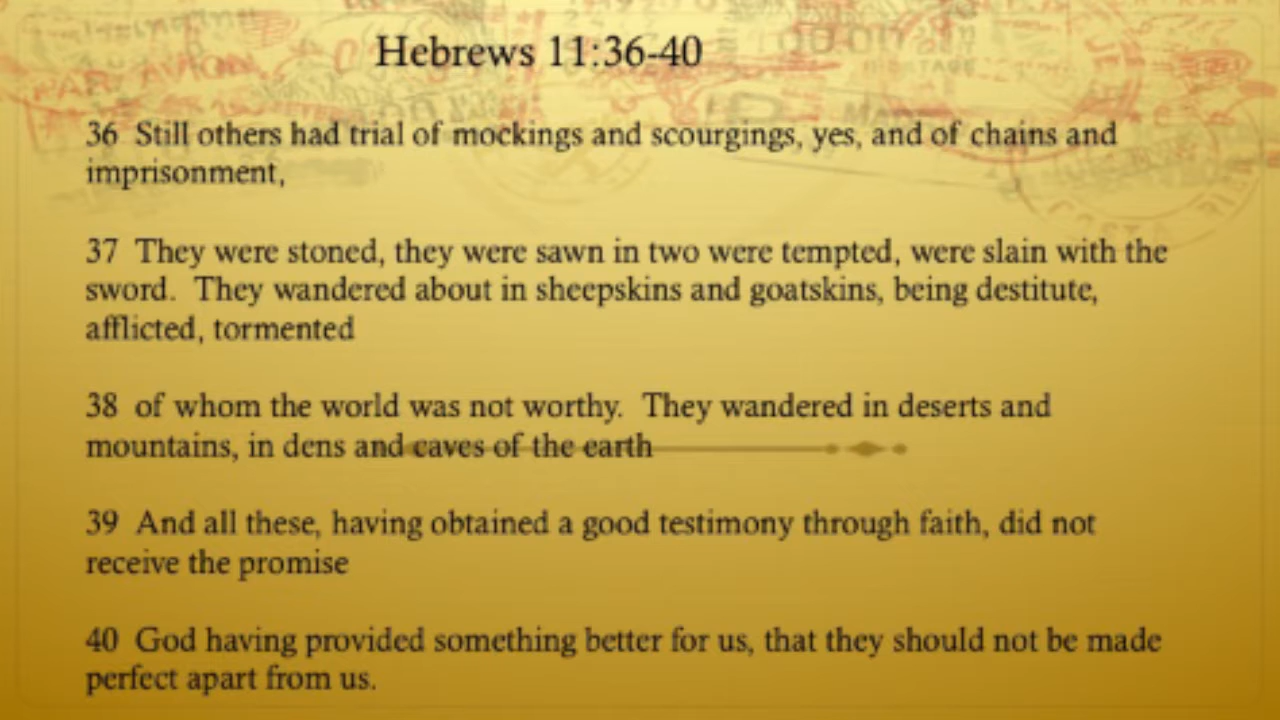 PAR AVION
Hebrews 11:36-40
36 Still others had trial of mockings and scourgings, yes, and of chains and
imprisonment,
37 They were stoned, they were sawn in two were tempted, were slain with the
sword. They wandered about in sheepskins and goatskins, being destitute,
afflicted, tormented
38 of whom the world was not worthy. They wandered in deserts and
mountains, in dens and caves of the earth
39 And all these, having obtained a good testimony through faith, did not
receive the promise
40 God having provided something better for us, that they should not be made
perfect apart from us.